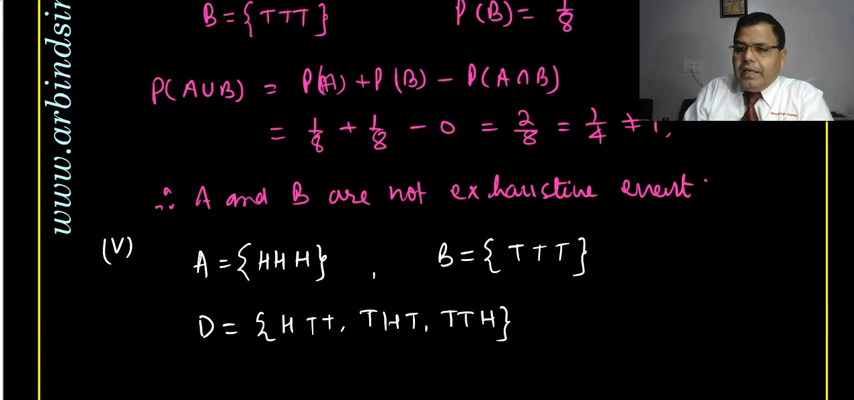 B = {TTT} P(B) = 1/8
P(A∪B) = P(A) + P(B) - P(A∩B)
= 1/8 + 1/8 - 0 = 2/8 = 1/4 ≠ 1,
∴ A and B are not exhaustive event.
(V) A = {HHH} , B = {TTT}
D = {HTT, THT, TTH}
www.arbindsin